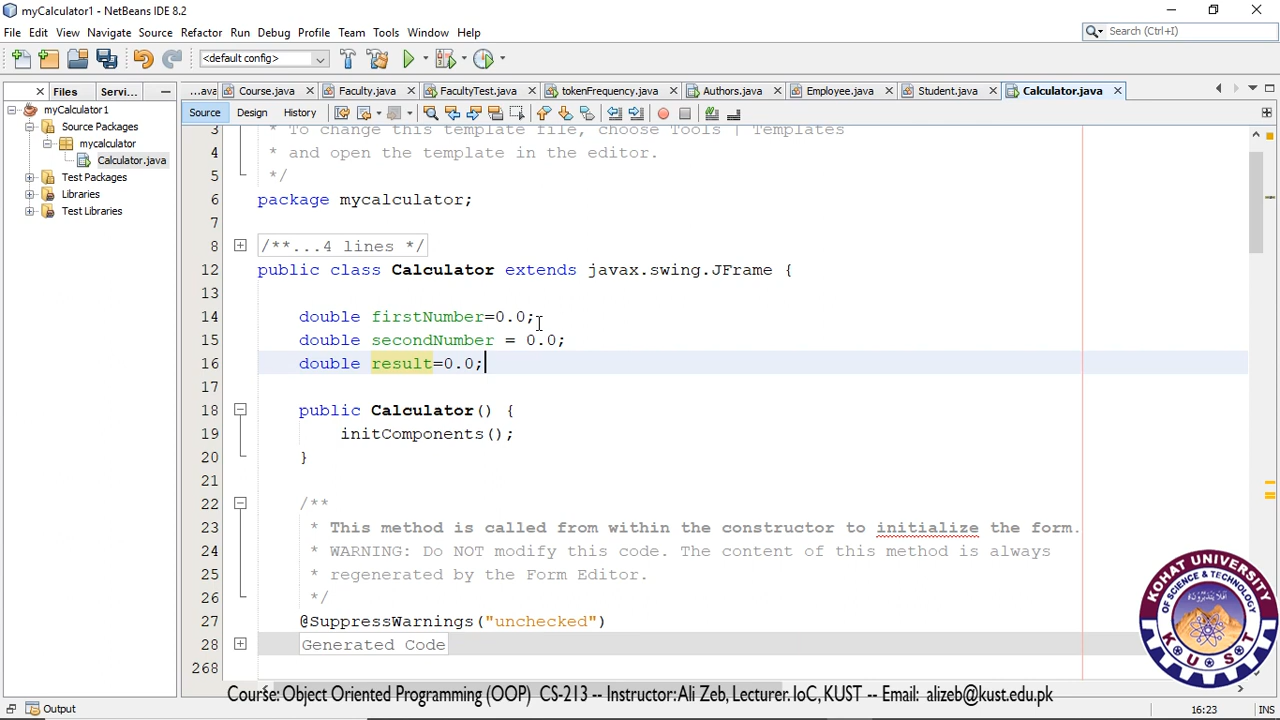 myCalculator1 - NetBeans IDE 8.2
File Edit View Navigate Source Refactor Run Debug Profile Team Tools Window Help
Search (Ctrl+I)
<default config>
Files Servi...
...ava Course.java Faculty.java FacultyTest.java tokenFrequency.java Authors.java Employee.java Student.java Calculator.java
Source Design History
myCalculator1
Source Packages
mycalculator
Calculator.java
Test Packages
Libraries
Test Libraries
3 * To change this template file, choose Tools | Templates
4 * and open the template in the editor.
5 */
6 package mycalculator;
7
8 /**...4 lines */
12 public class Calculator extends javax.swing.JFrame {
13
14 double firstNumber=0.0;
15 double secondNumber = 0.0;
16 double result=0.0;
17
18 public Calculator() {
19 initComponents();
20 }
21
22 /**
23 * This method is called from within the constructor to initialize the form.
24 * WARNING: Do NOT modify this code. The content of this method is always
25 * regenerated by the Form Editor.
26 */
27 @SuppressWarnings("unchecked")
28 Generated Code
268
KOHAT UNIVERSITY
OF SCIENCE & TECHNOLOGY
K U S T
Course: Object Oriented Programming (OOP) CS-213 -- Instructor: Ali Zeb, Lecturer. IoC, KUST -- Email: alizeb@kust.edu.pk
Output
16:23 INS